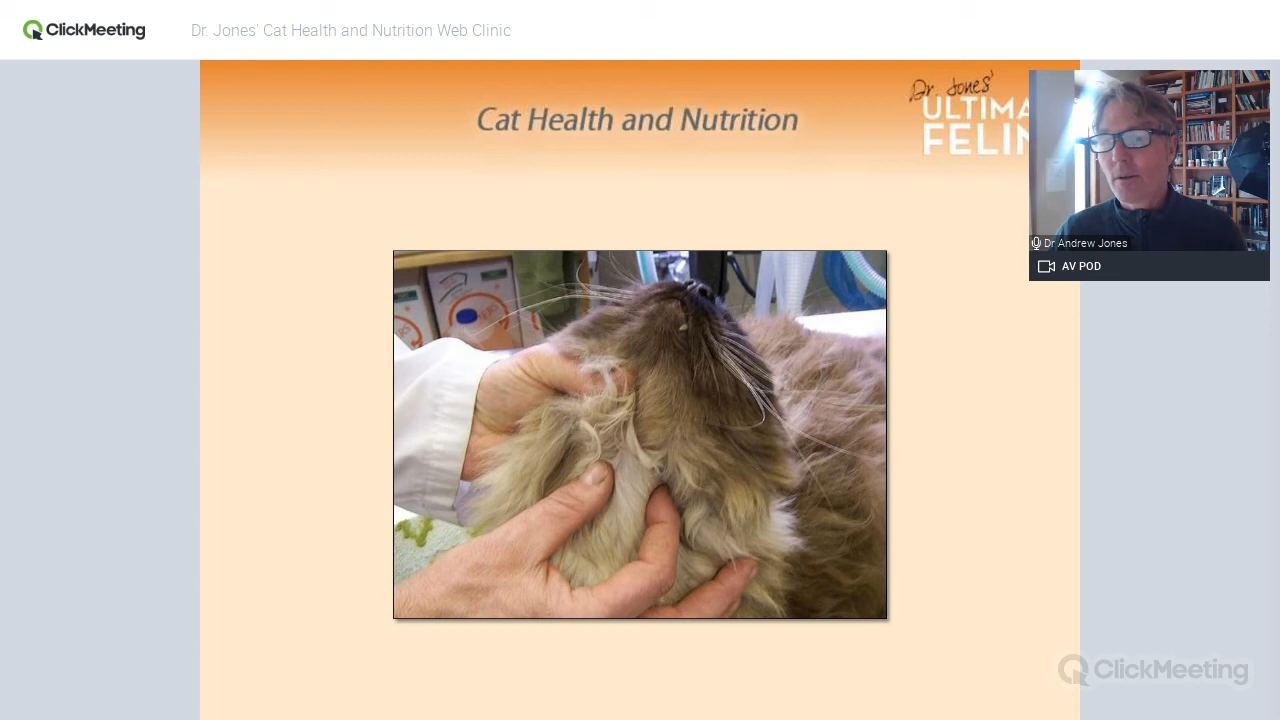 ClickMeeting
Dr. Jones' Cat Health and Nutrition Web Clinic
Cat Health and Nutrition
Dr. Jones'
ULTIMA
FELIN
Dr Andrew Jones
AV POD
ClickMeeting